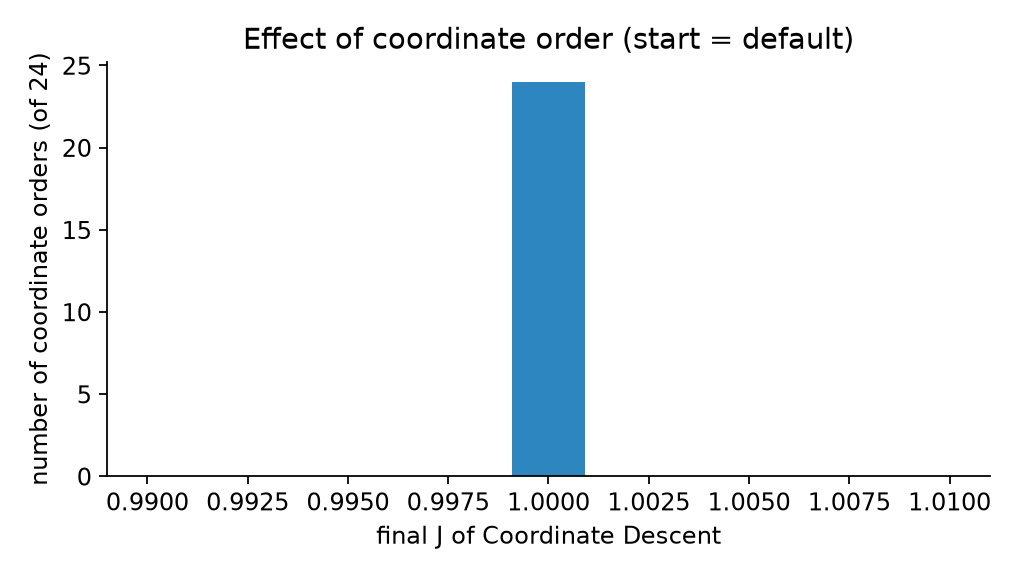 Effect of coordinate order (start = default)
number of coordinate orders (of 24)
25
20
15
10
5
0
0.9900 0.9925 0.9950 0.9975 1.0000 1.0025 1.0050 1.0075 1.0100
final J of Coordinate Descent